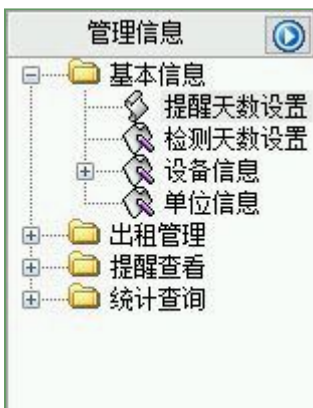 管理信息
基本信息
提醒天数设置
检测天数设置
设备信息
单位信息
出租管理
提醒查看
统计查询